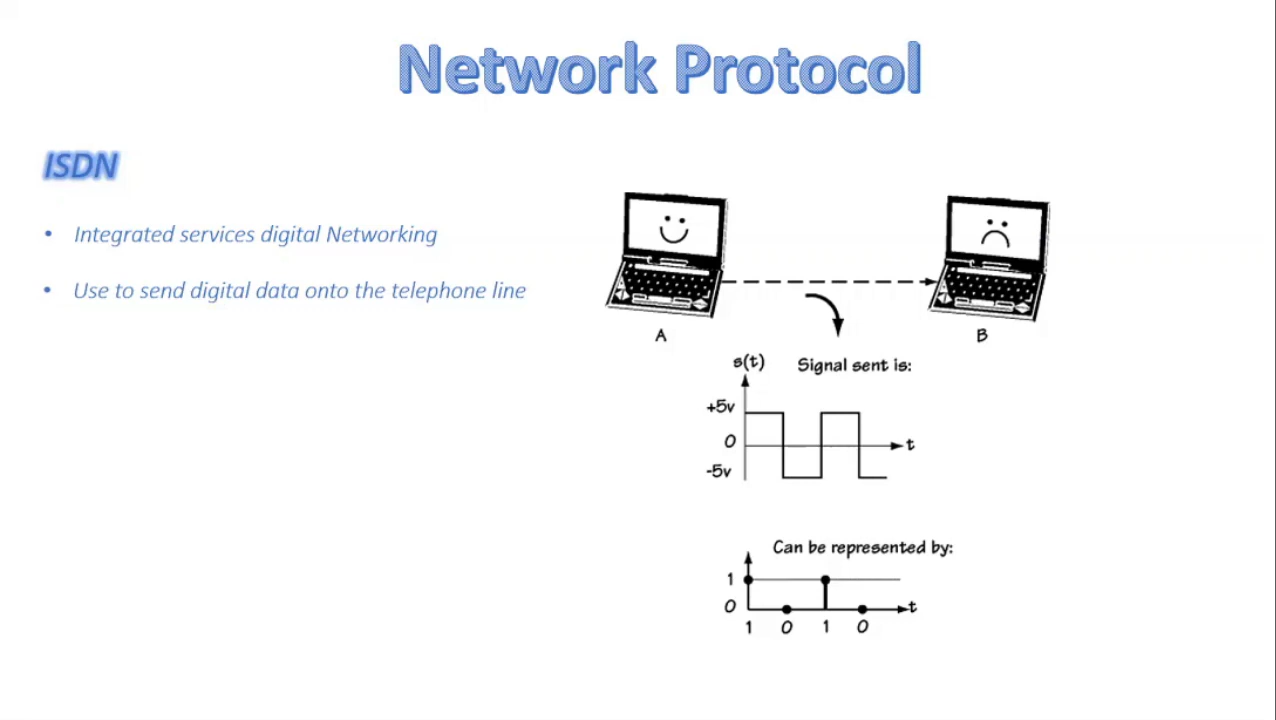 Network Protocol
ISDN
• Integrated services digital Networking
• Use to send digital data onto the telephone line
A
B
s(t)
Signal sent is:
+5v
0
t
-5v
Can be represented by:
1
0
t
1 0 1 0